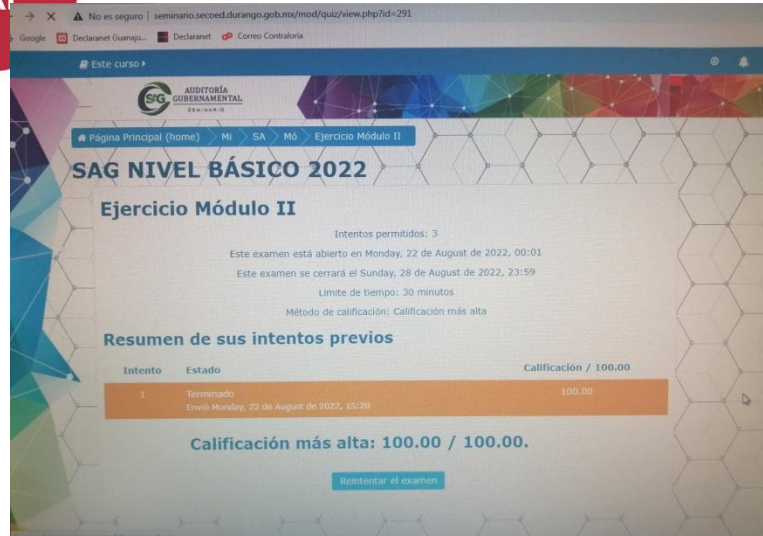 No es seguro | seminario.secoed.durango.gob.mx/mod/quiz/view.php?id=291
Google Declaranet Guanaju... Declaranet Correo Contraloría
Este curso
SAG AUDITORÍA
GUBERNAMENTAL
SEMINARIO
Página Principal (home) Mi SA Mó Ejercicio Módulo II
SAG NIVEL BÁSICO 2022
Ejercicio Módulo II
Intentos permitidos: 3
Este examen está abierto en Monday, 22 de August de 2022, 00:01
Este examen se cerrará el Sunday, 28 de August de 2022, 23:59
Límite de tiempo: 30 minutos
Método de calificación: Calificación más alta
Resumen de sus intentos previos
Intento Estado Calificación / 100.00
1 Terminado 100.00
Envió Monday, 22 de August de 2022, 15:20
Calificación más alta: 100.00 / 100.00.
Reintentar el examen